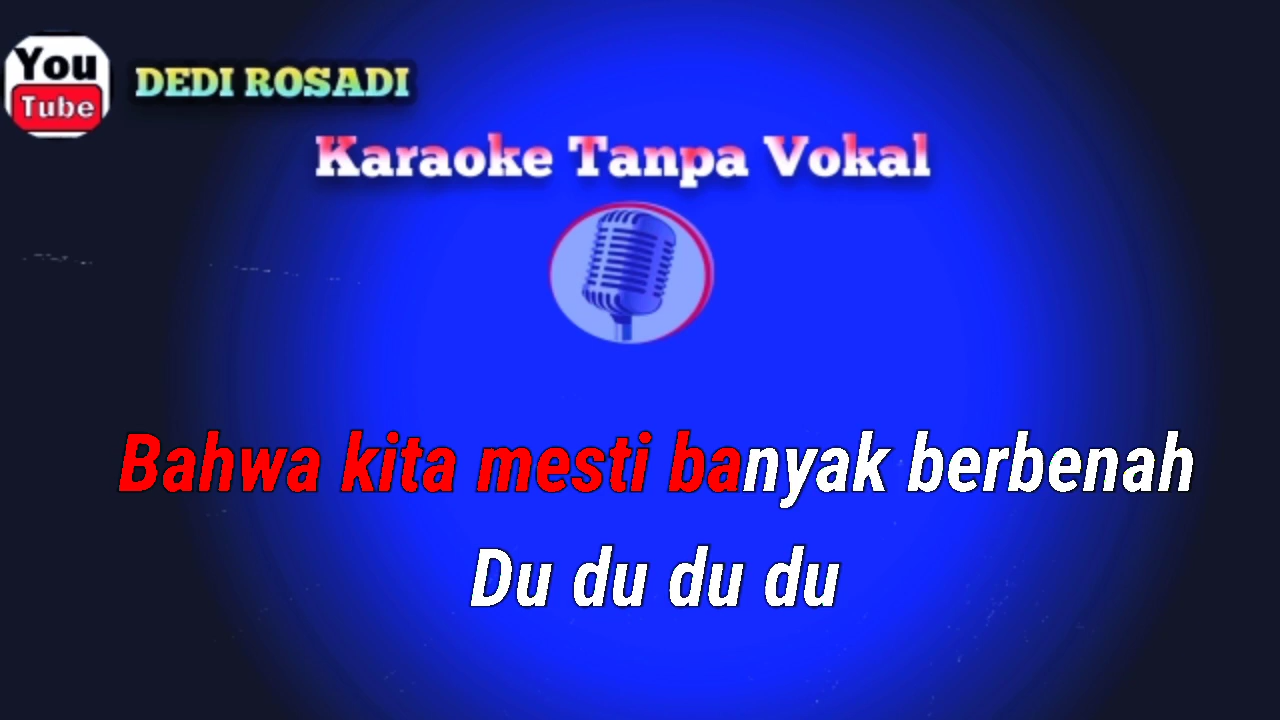 You
Tube
DEDI ROSADI
Karaoke Tanpa Vokal
Bahwa kita mesti banyak berbenah
Du du du du